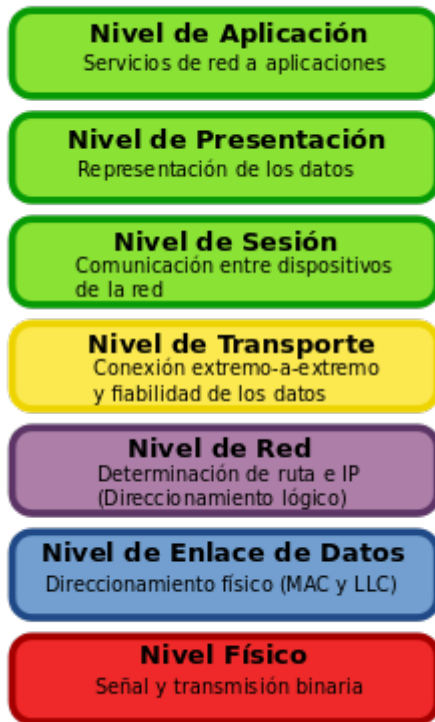 Nivel de Aplicación
Servicios de red a aplicaciones
Nivel de Presentación
Representación de los datos
Nivel de Sesión
Comunicación entre dispositivos
de la red
Nivel de Transporte
Conexión extremo-a-extremo
y fiabilidad de los datos
Nivel de Red
Determinación de ruta e IP
(Direccionamiento lógico)
Nivel de Enlace de Datos
Direccionamiento físico (MAC y LLC)
Nivel Físico
Señal y transmisión binaria